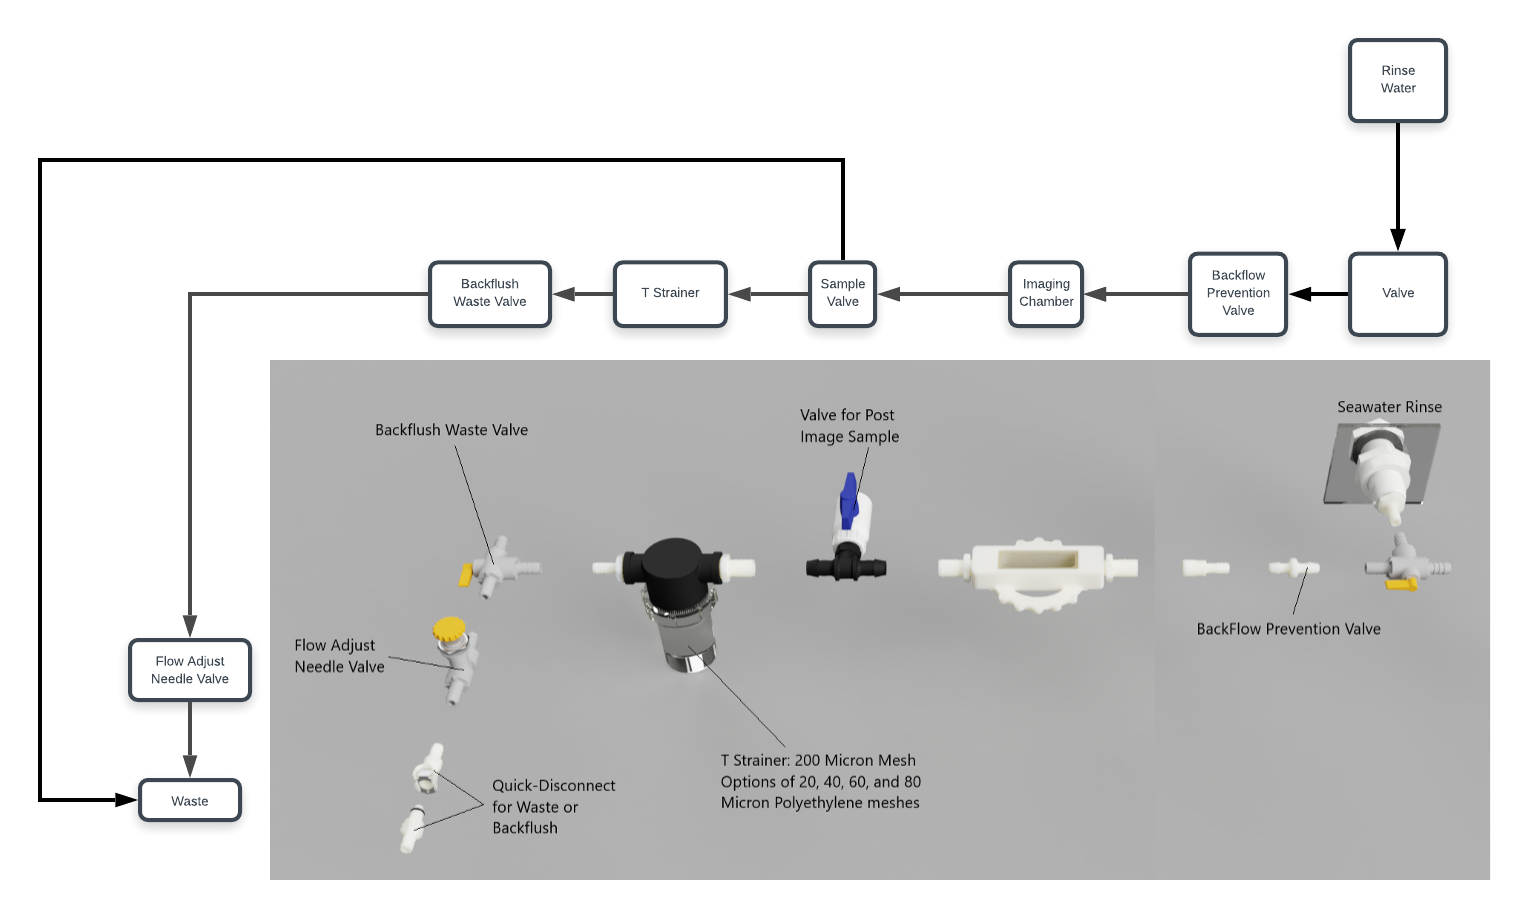 Rinse
Water
Backflush
Waste Valve
T Strainer
Sample
Valve
Imaging
Chamber
Backflow
Prevention
Valve
Valve
Flow Adjust
Needle Valve
Waste
Backflush Waste Valve
Valve for Post
Image Sample
Seawater Rinse
BackFlow Prevention Valve
Flow Adjust
Needle Valve
T Strainer: 200 Micron Mesh
Options of 20, 40, 60, and 80
Micron Polyethylene meshes
Quick-Disconnect
for Waste or
Backflush